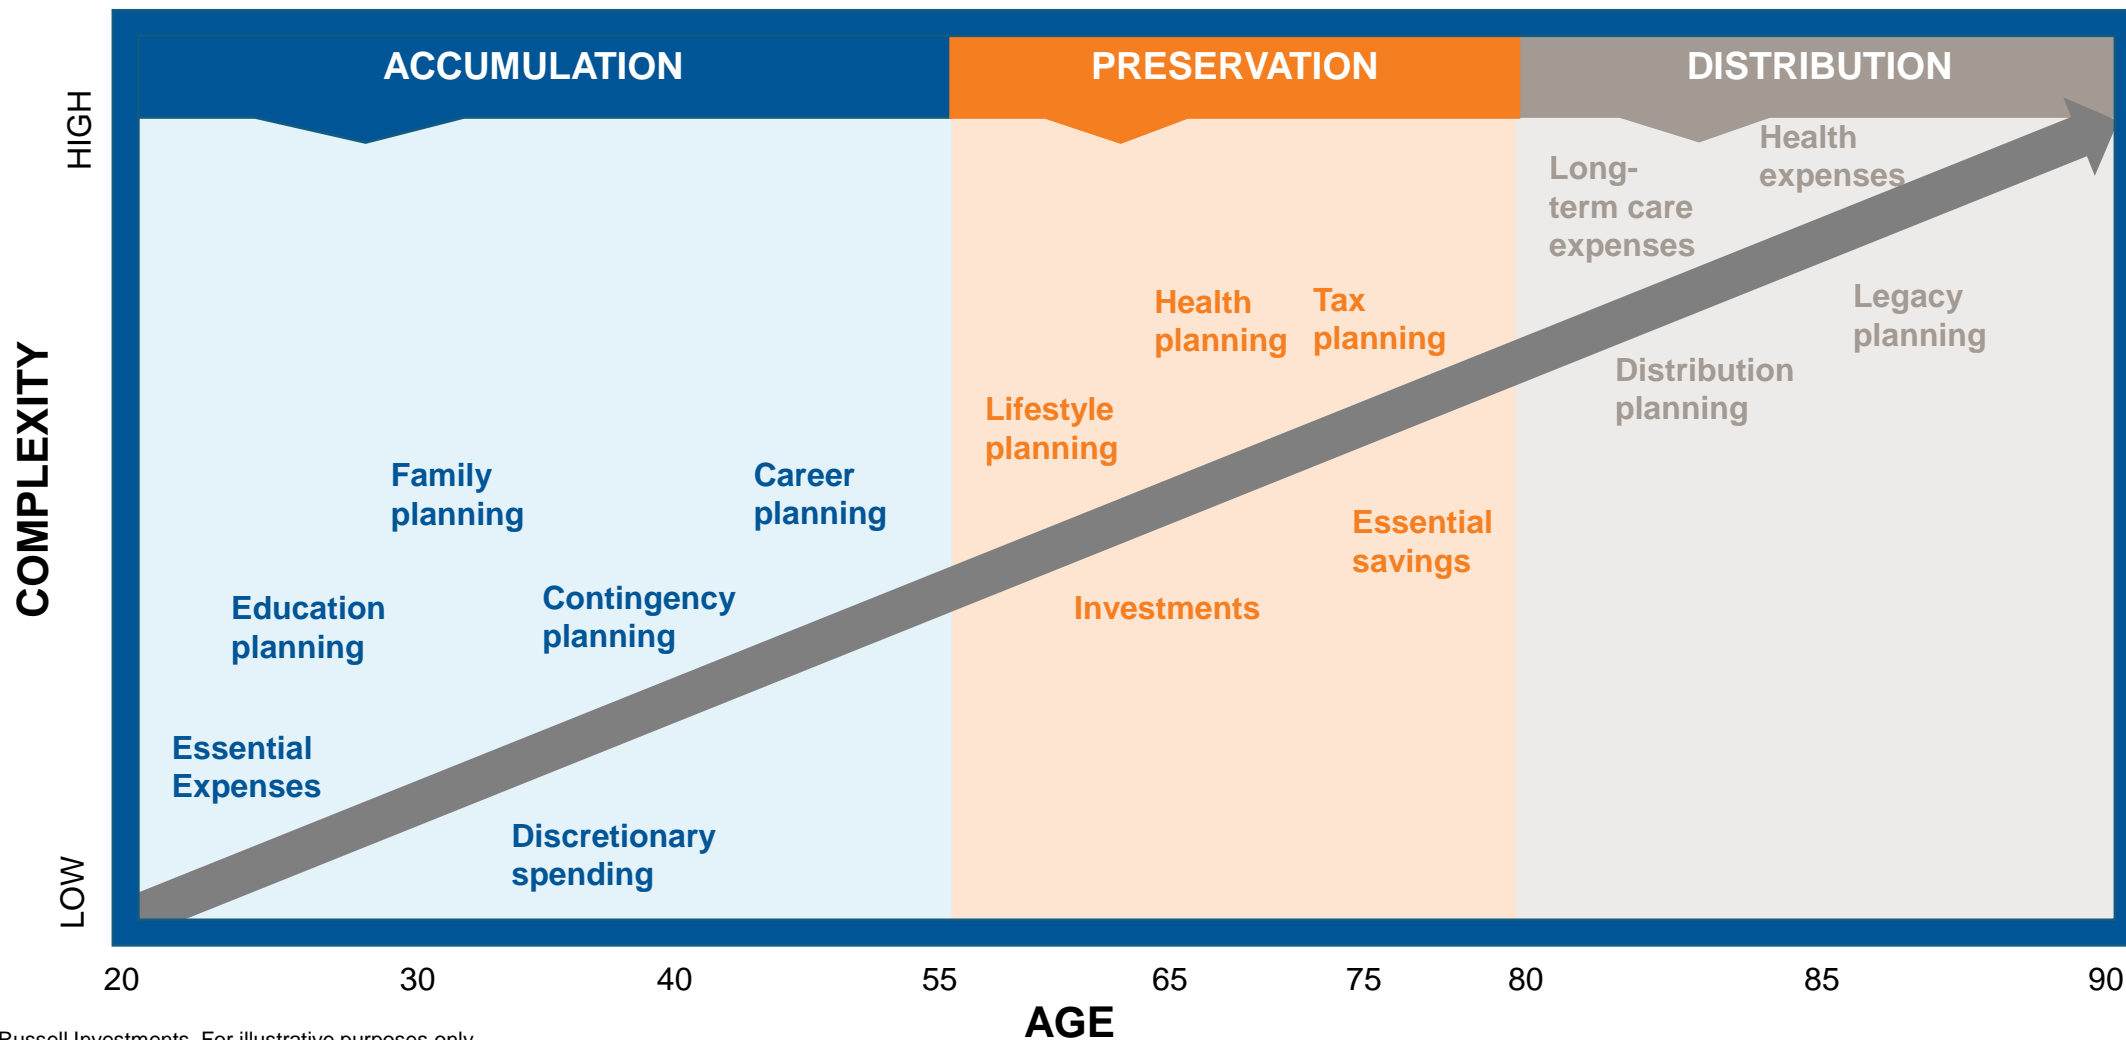 ACCUMULATION
PRESERVATION
DISTRIBUTION
HIGH
COMPLEXITY
LOW
Health
expenses
Long-
term care
expenses
Legacy
planning
Distribution
planning
Health
planning
Tax
planning
Lifestyle
planning
Essential
savings
Investments
Family
planning
Career
planning
Education
planning
Contingency
planning
Essential
Expenses
Discretionary
spending
20 30 40 55 65 75 80 85 90
AGE
Russell Investments. For illustrative purposes only